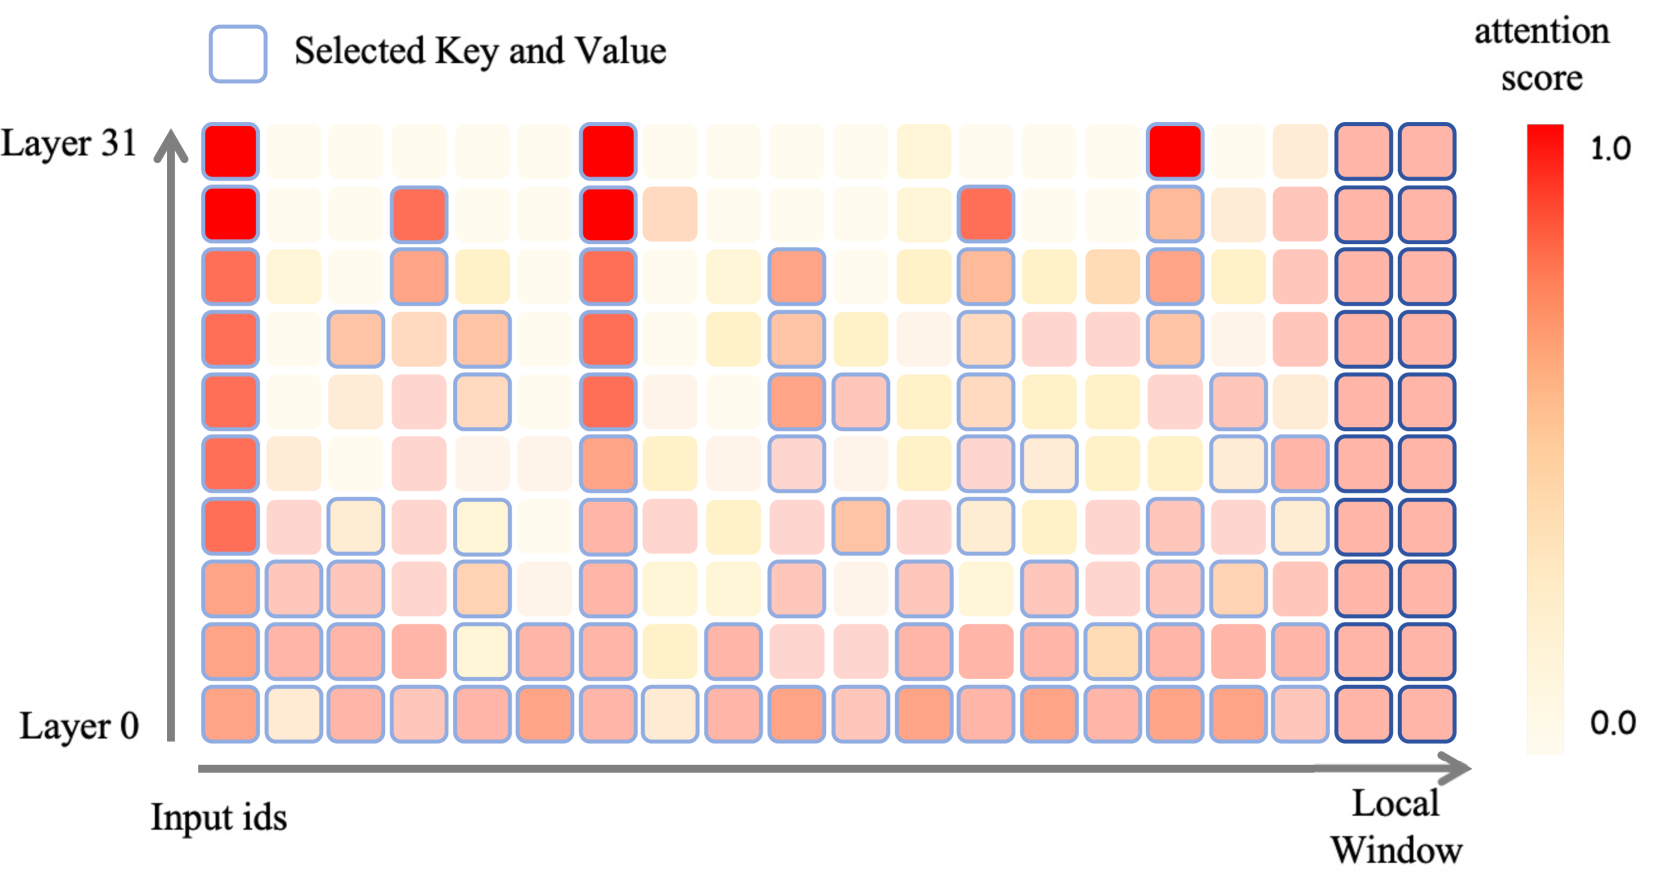 Selected Key and Value
attention
score
Layer 31
1.0
Layer 0
0.0
Input ids
Local
Window